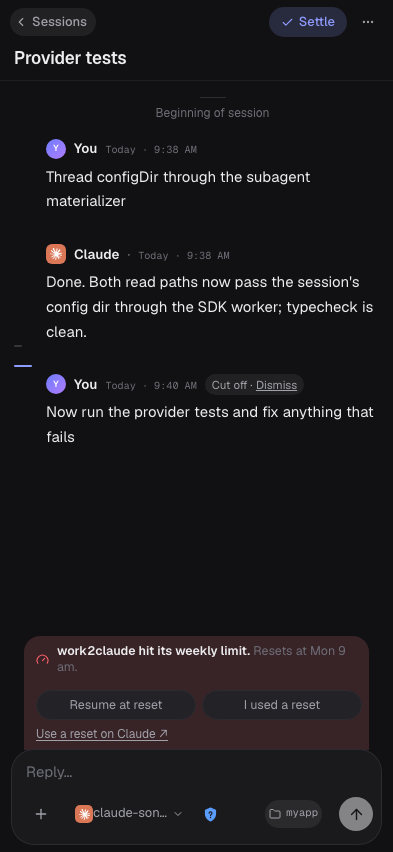 Sessions
Settle
Provider tests
Beginning of session
Y You Today · 9:38 AM
Thread configDir through the subagent
materializer
Claude · Today · 9:38 AM
Done. Both read paths now pass the session's
config dir through the SDK worker; typecheck is
clean.
Y You Today · 9:40 AM Cut off · Dismiss
Now run the provider tests and fix anything that
fails
work2claude hit its weekly limit. Resets at Mon 9
am.
Resume at reset
I used a reset
Use a reset on Claude ↗
Reply...
claude-son...
myapp